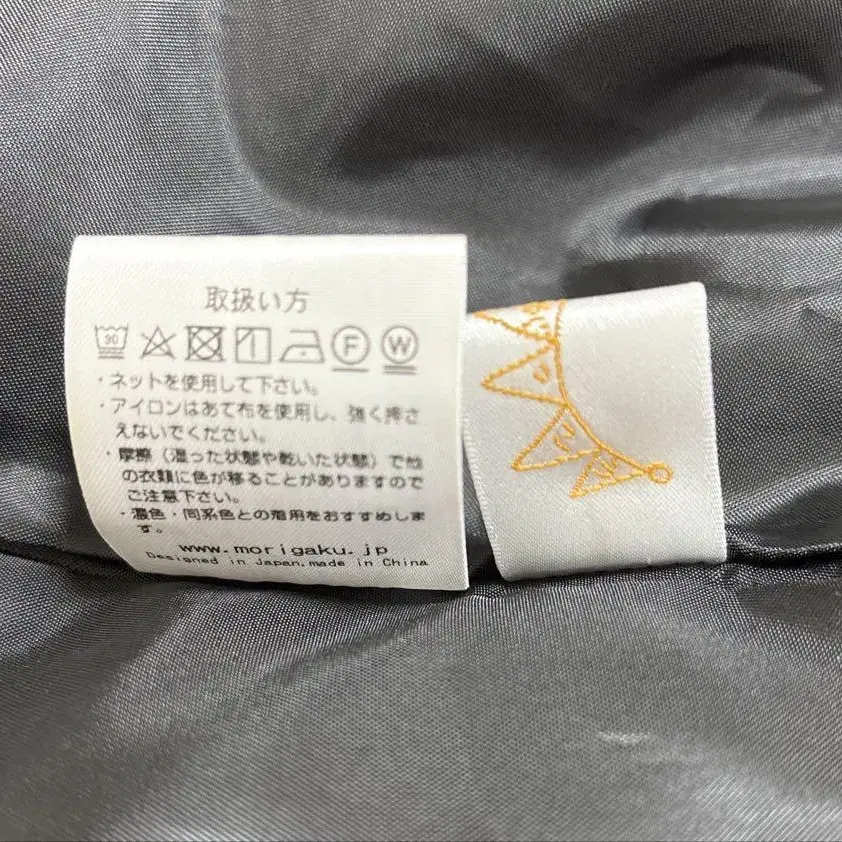 取扱い方
30
F W
・ネットを使用して下さい。
・アイロンはあて布を使用し、強く押さ
えないでください。
・摩擦（湿った状態や乾いた状態）で他
の衣類に色が移ることがありますので
ご注意下さい。
・濃色・同系色との着用をおすすめしま
す。
www.morigaku.jp
Designed in Japan.made in China